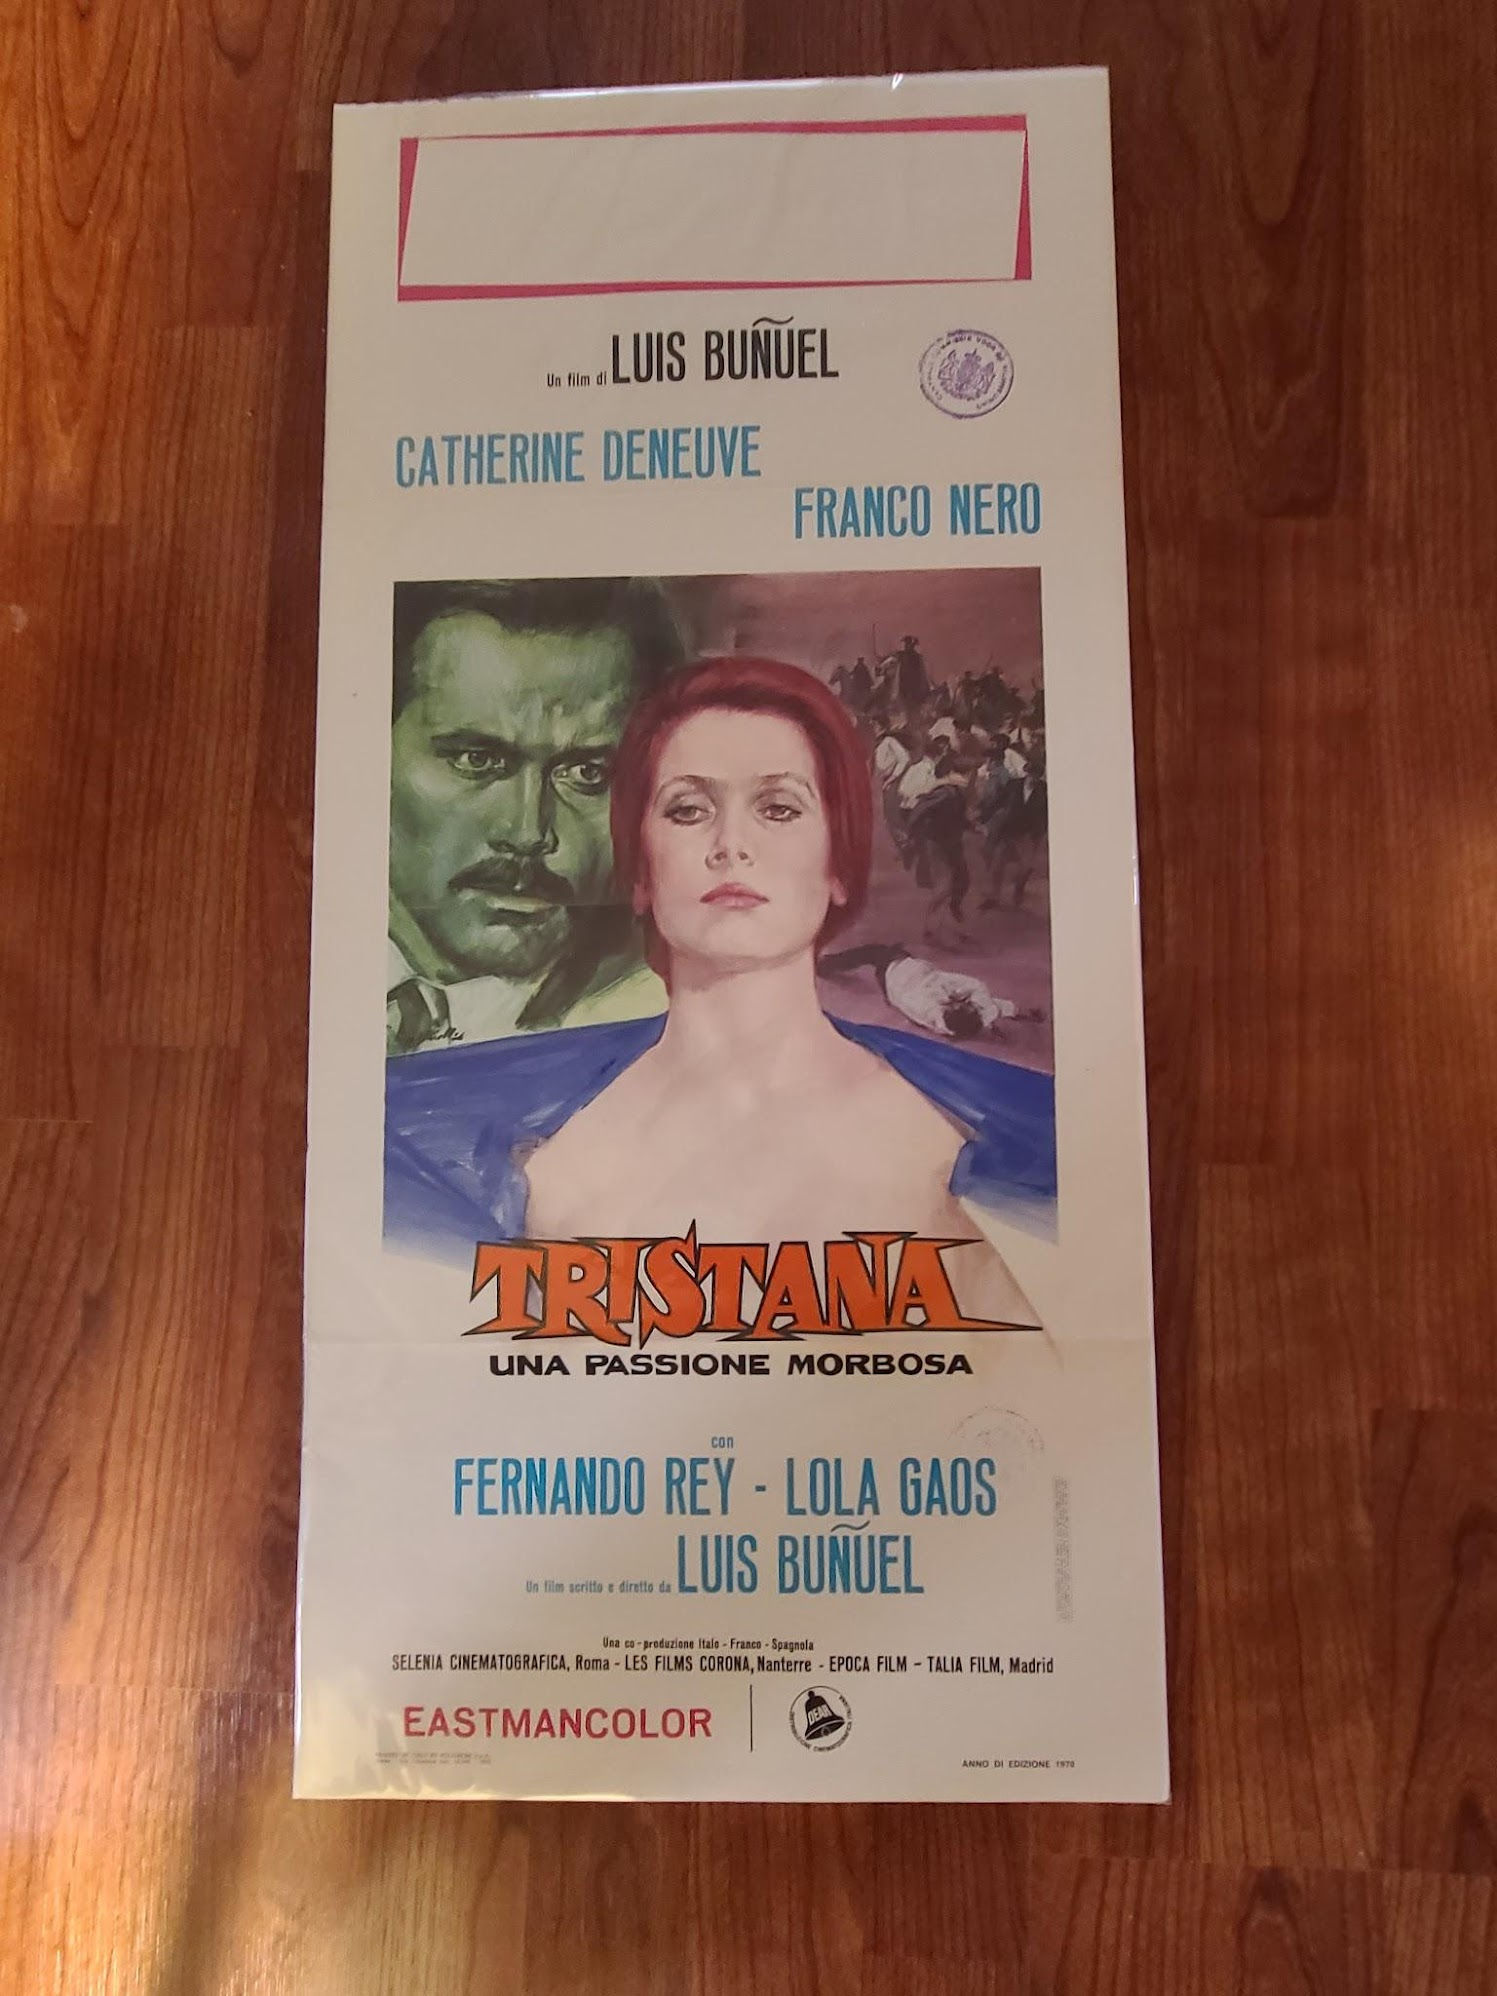 Un film di LUIS BUÑUEL
CATHERINE DENEUVE
FRANCO NERO
TRISTANA
UNA PASSIONE MORBOSA
con
FERNANDO REY - LOLA GAOS
Un film scritto e diretto da LUIS BUÑUEL
Una co-produzione Italo - Franco - Spagnola
SELENIA CINEMATOGRAFICA, Roma - LES FILMS CORONA, Nanterre - EPOCA FILM - TALIA FILM, Madrid
EASTMANCOLOR
DEAR
ANNO DI EDIZIONE 1970